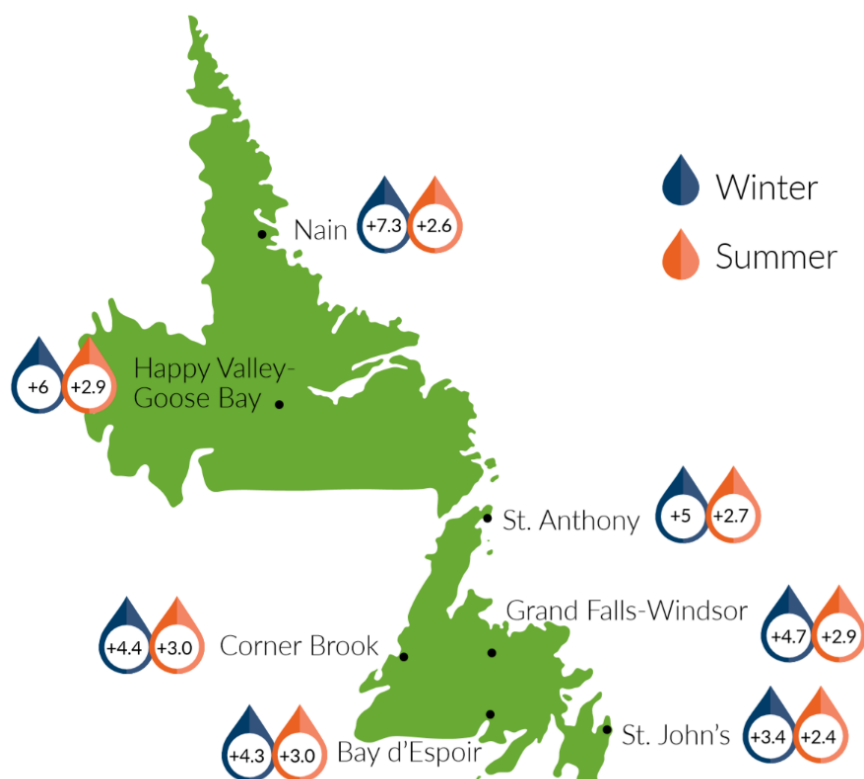 Winter
Summer
Nain
+7.3
+2.6
Happy Valley-
Goose Bay
+6
+2.9
St. Anthony
+5
+2.7
Grand Falls-Windsor
+4.7
+2.9
Corner Brook
+4.4
+3.0
Bay d'Espoir
+4.3
+3.0
St. John's
+3.4
+2.4